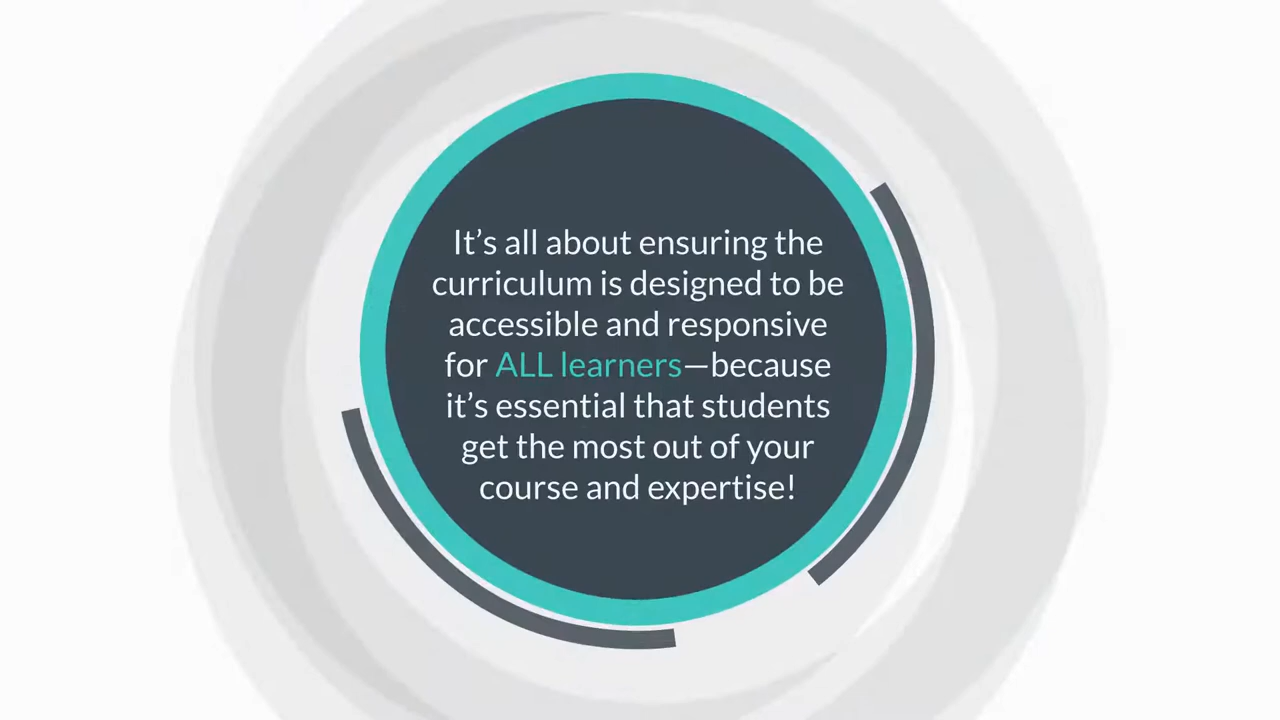 It’s all about ensuring the
curriculum is designed to be
accessible and responsive
for ALL learners—because
it’s essential that students
get the most out of your
course and expertise!